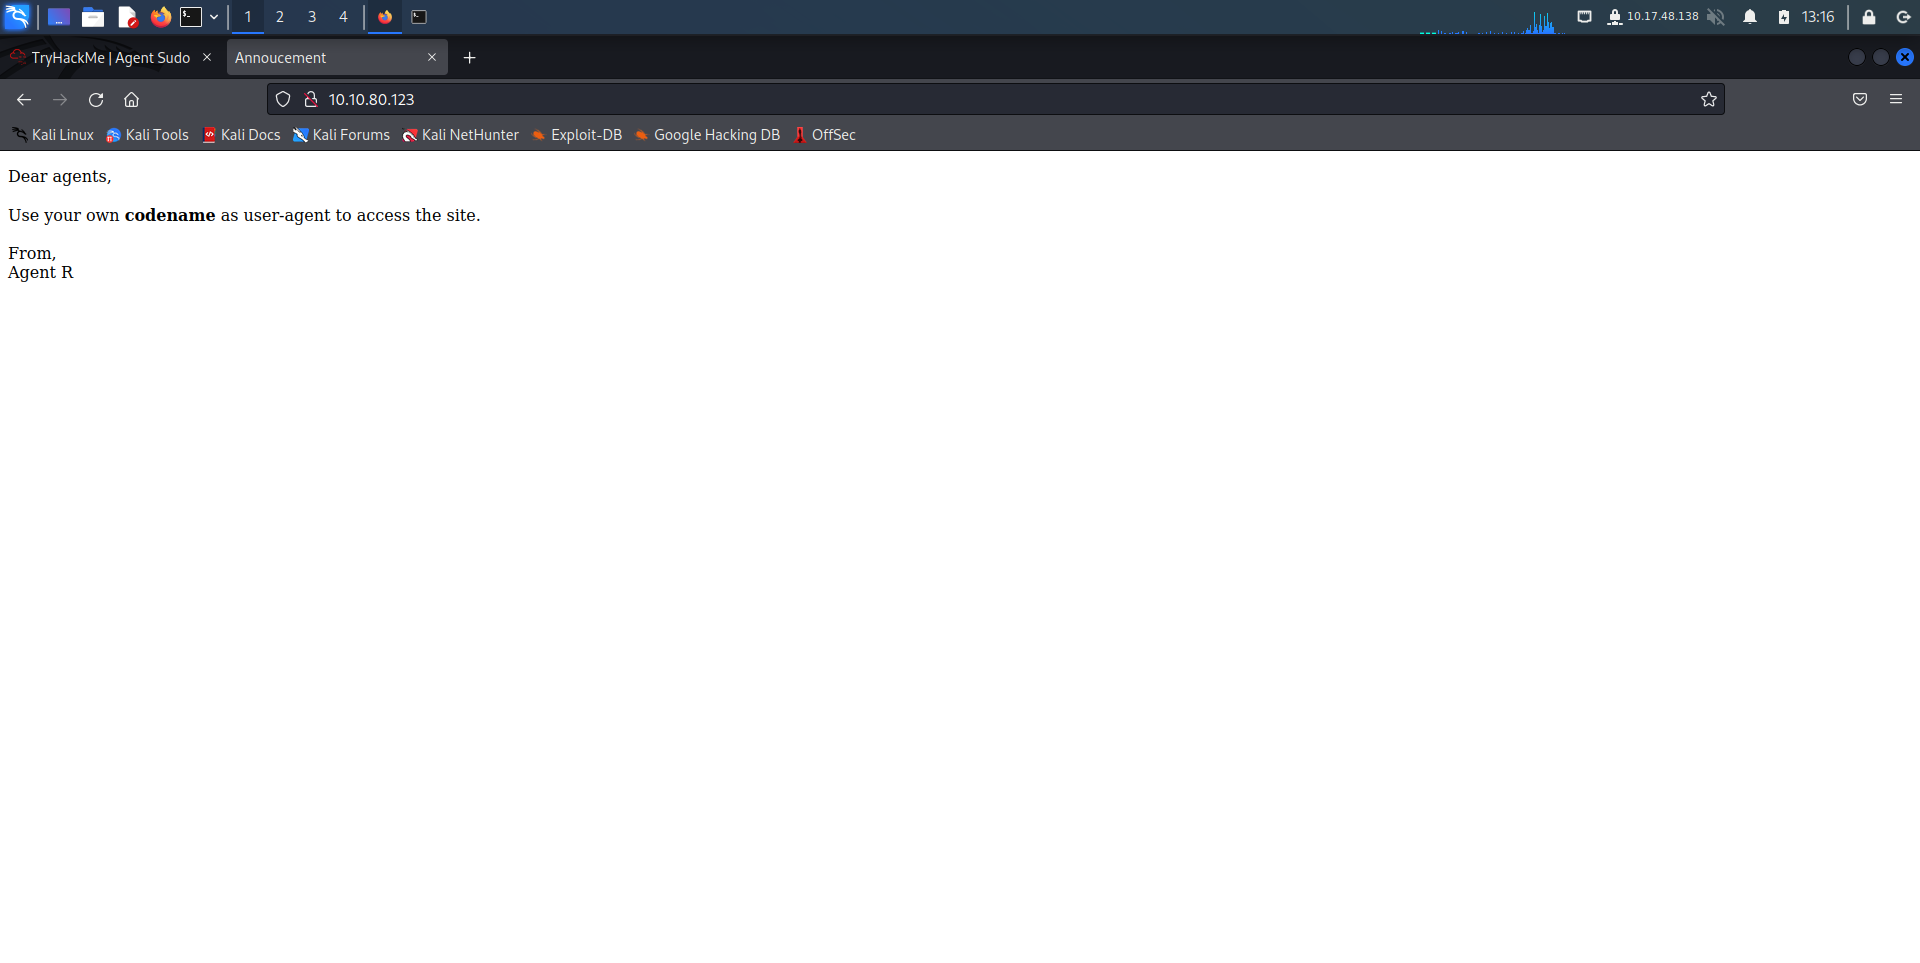 1 2 3 4 10.17.48.138 13:16
TryHackMe | Agent Sudo Annoucement
10.10.80.123
Kali Linux Kali Tools Kali Docs Kali Forums Kali NetHunter Exploit-DB Google Hacking DB OffSec
Dear agents,
Use your own codename as user-agent to access the site.
From,
Agent R